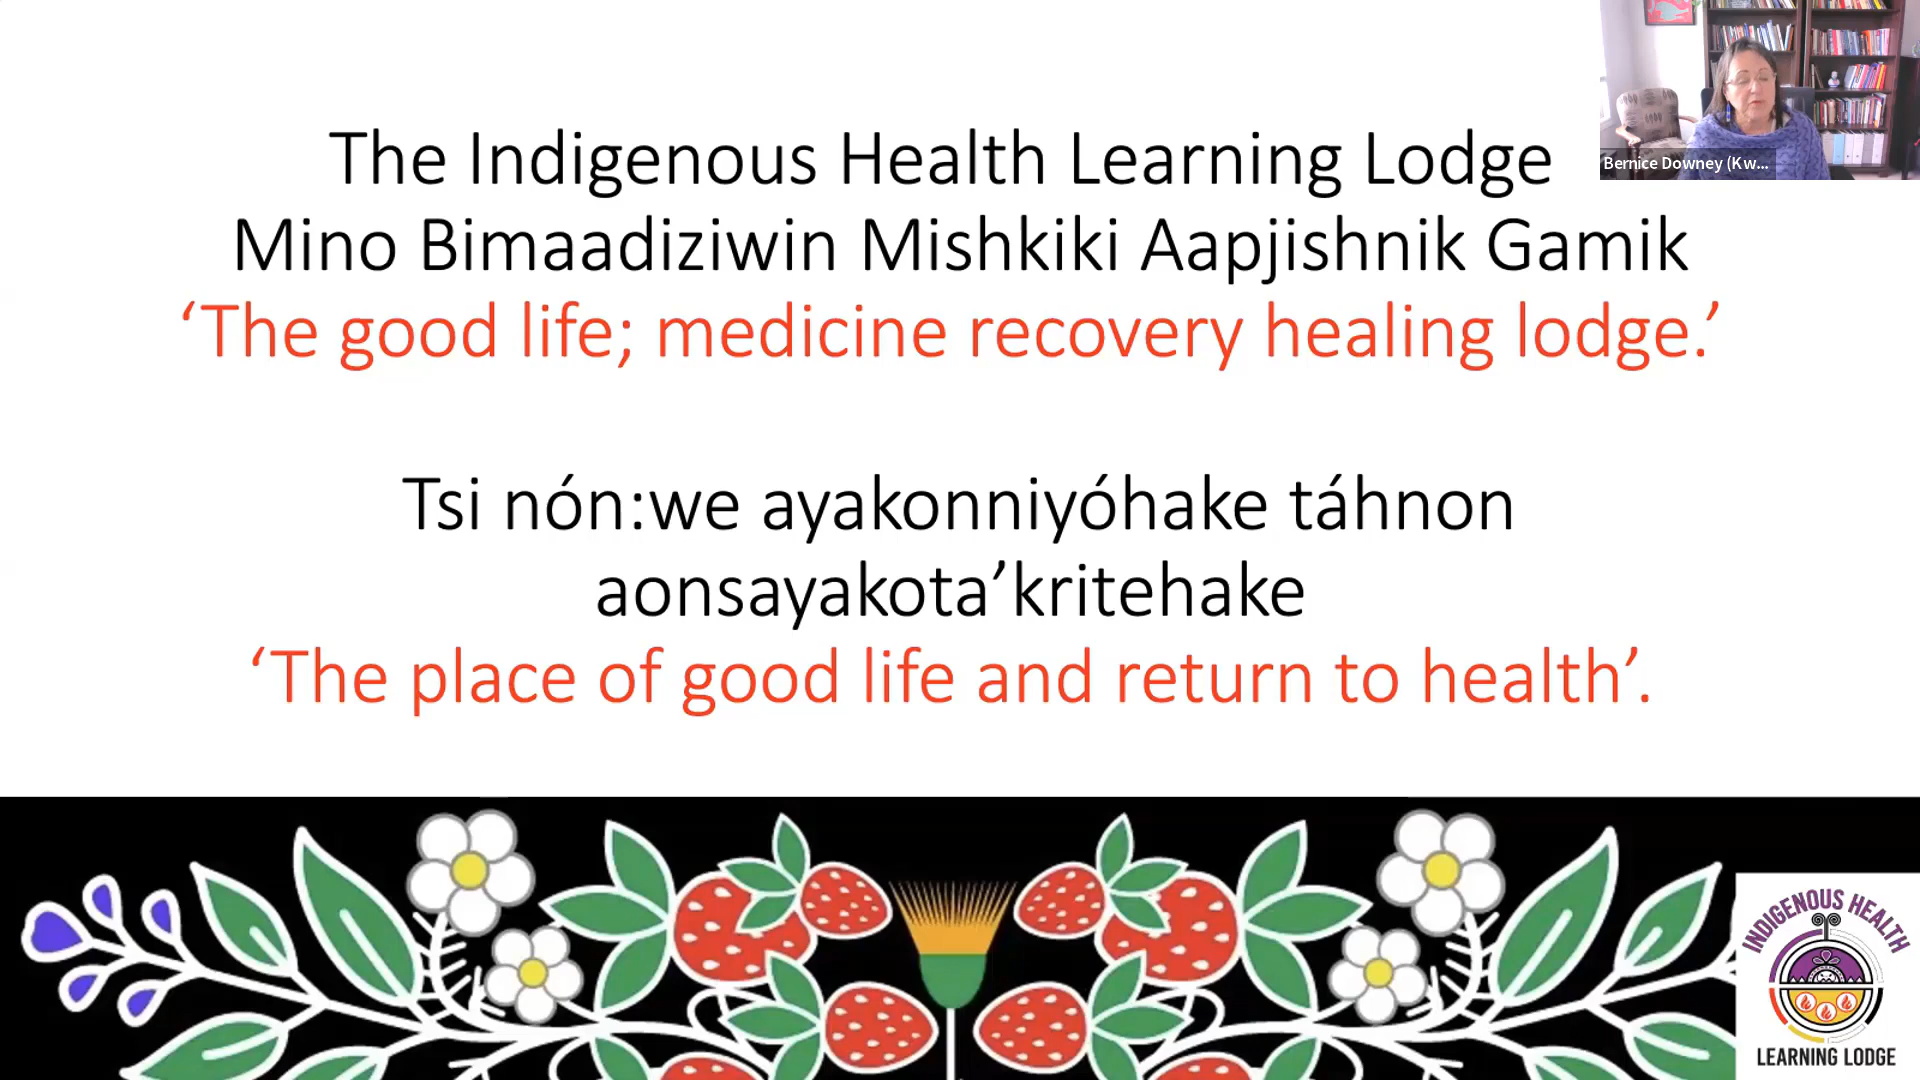 The Indigenous Health Learning Lodge
Mino Bimaadiziwin Mishkiki Aapjishnik Gamik
‘The good life; medicine recovery healing lodge.’
Tsi nón:we ayakonniyóhake táhnon
aonsayakota’kritehake
‘The place of good life and return to health’.
Bernice Downey (Kw...
INDIGENOUS HEALTH
LEARNING LODGE